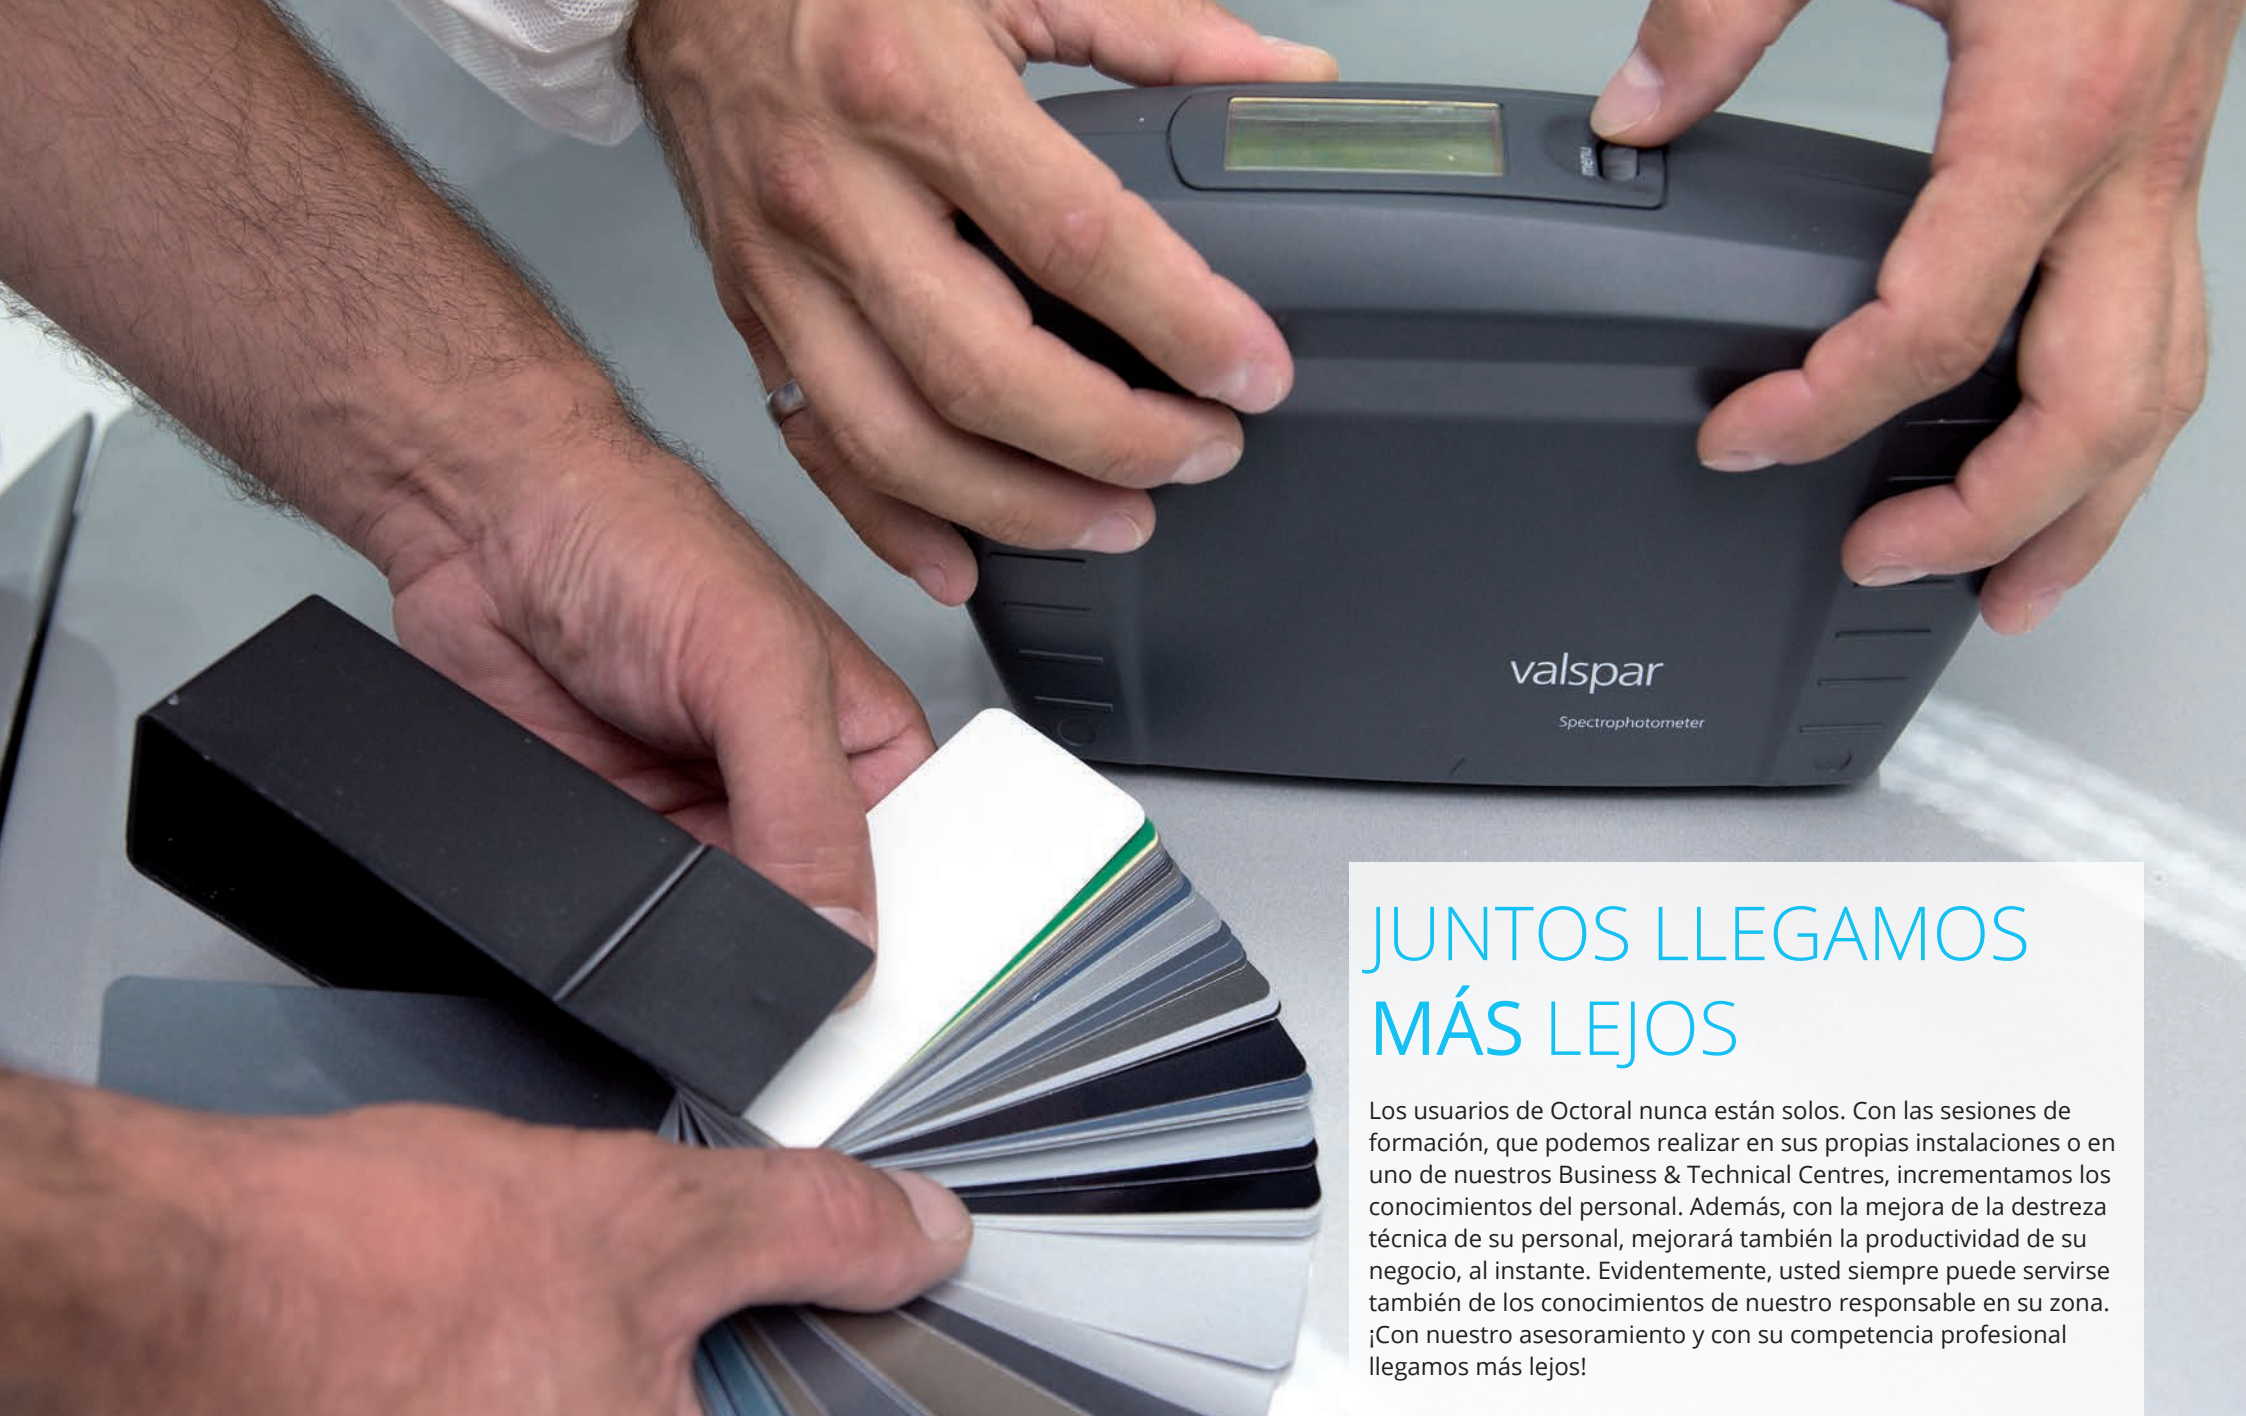 menu
valspar
Spectrophotometer
JUNTOS LLEGAMOS
MÁS LEJOS
Los usuarios de Octoral nunca están solos. Con las sesiones de
formación, que podemos realizar en sus propias instalaciones o en
uno de nuestros Business & Technical Centres, incrementamos los
conocimientos del personal. Además, con la mejora de la destreza
técnica de su personal, mejorará también la productividad de su
negocio, al instante. Evidentemente, usted siempre puede servirse
también de los conocimientos de nuestro responsable en su zona.
¡Con nuestro asesoramiento y con su competencia profesional
llegamos más lejos!